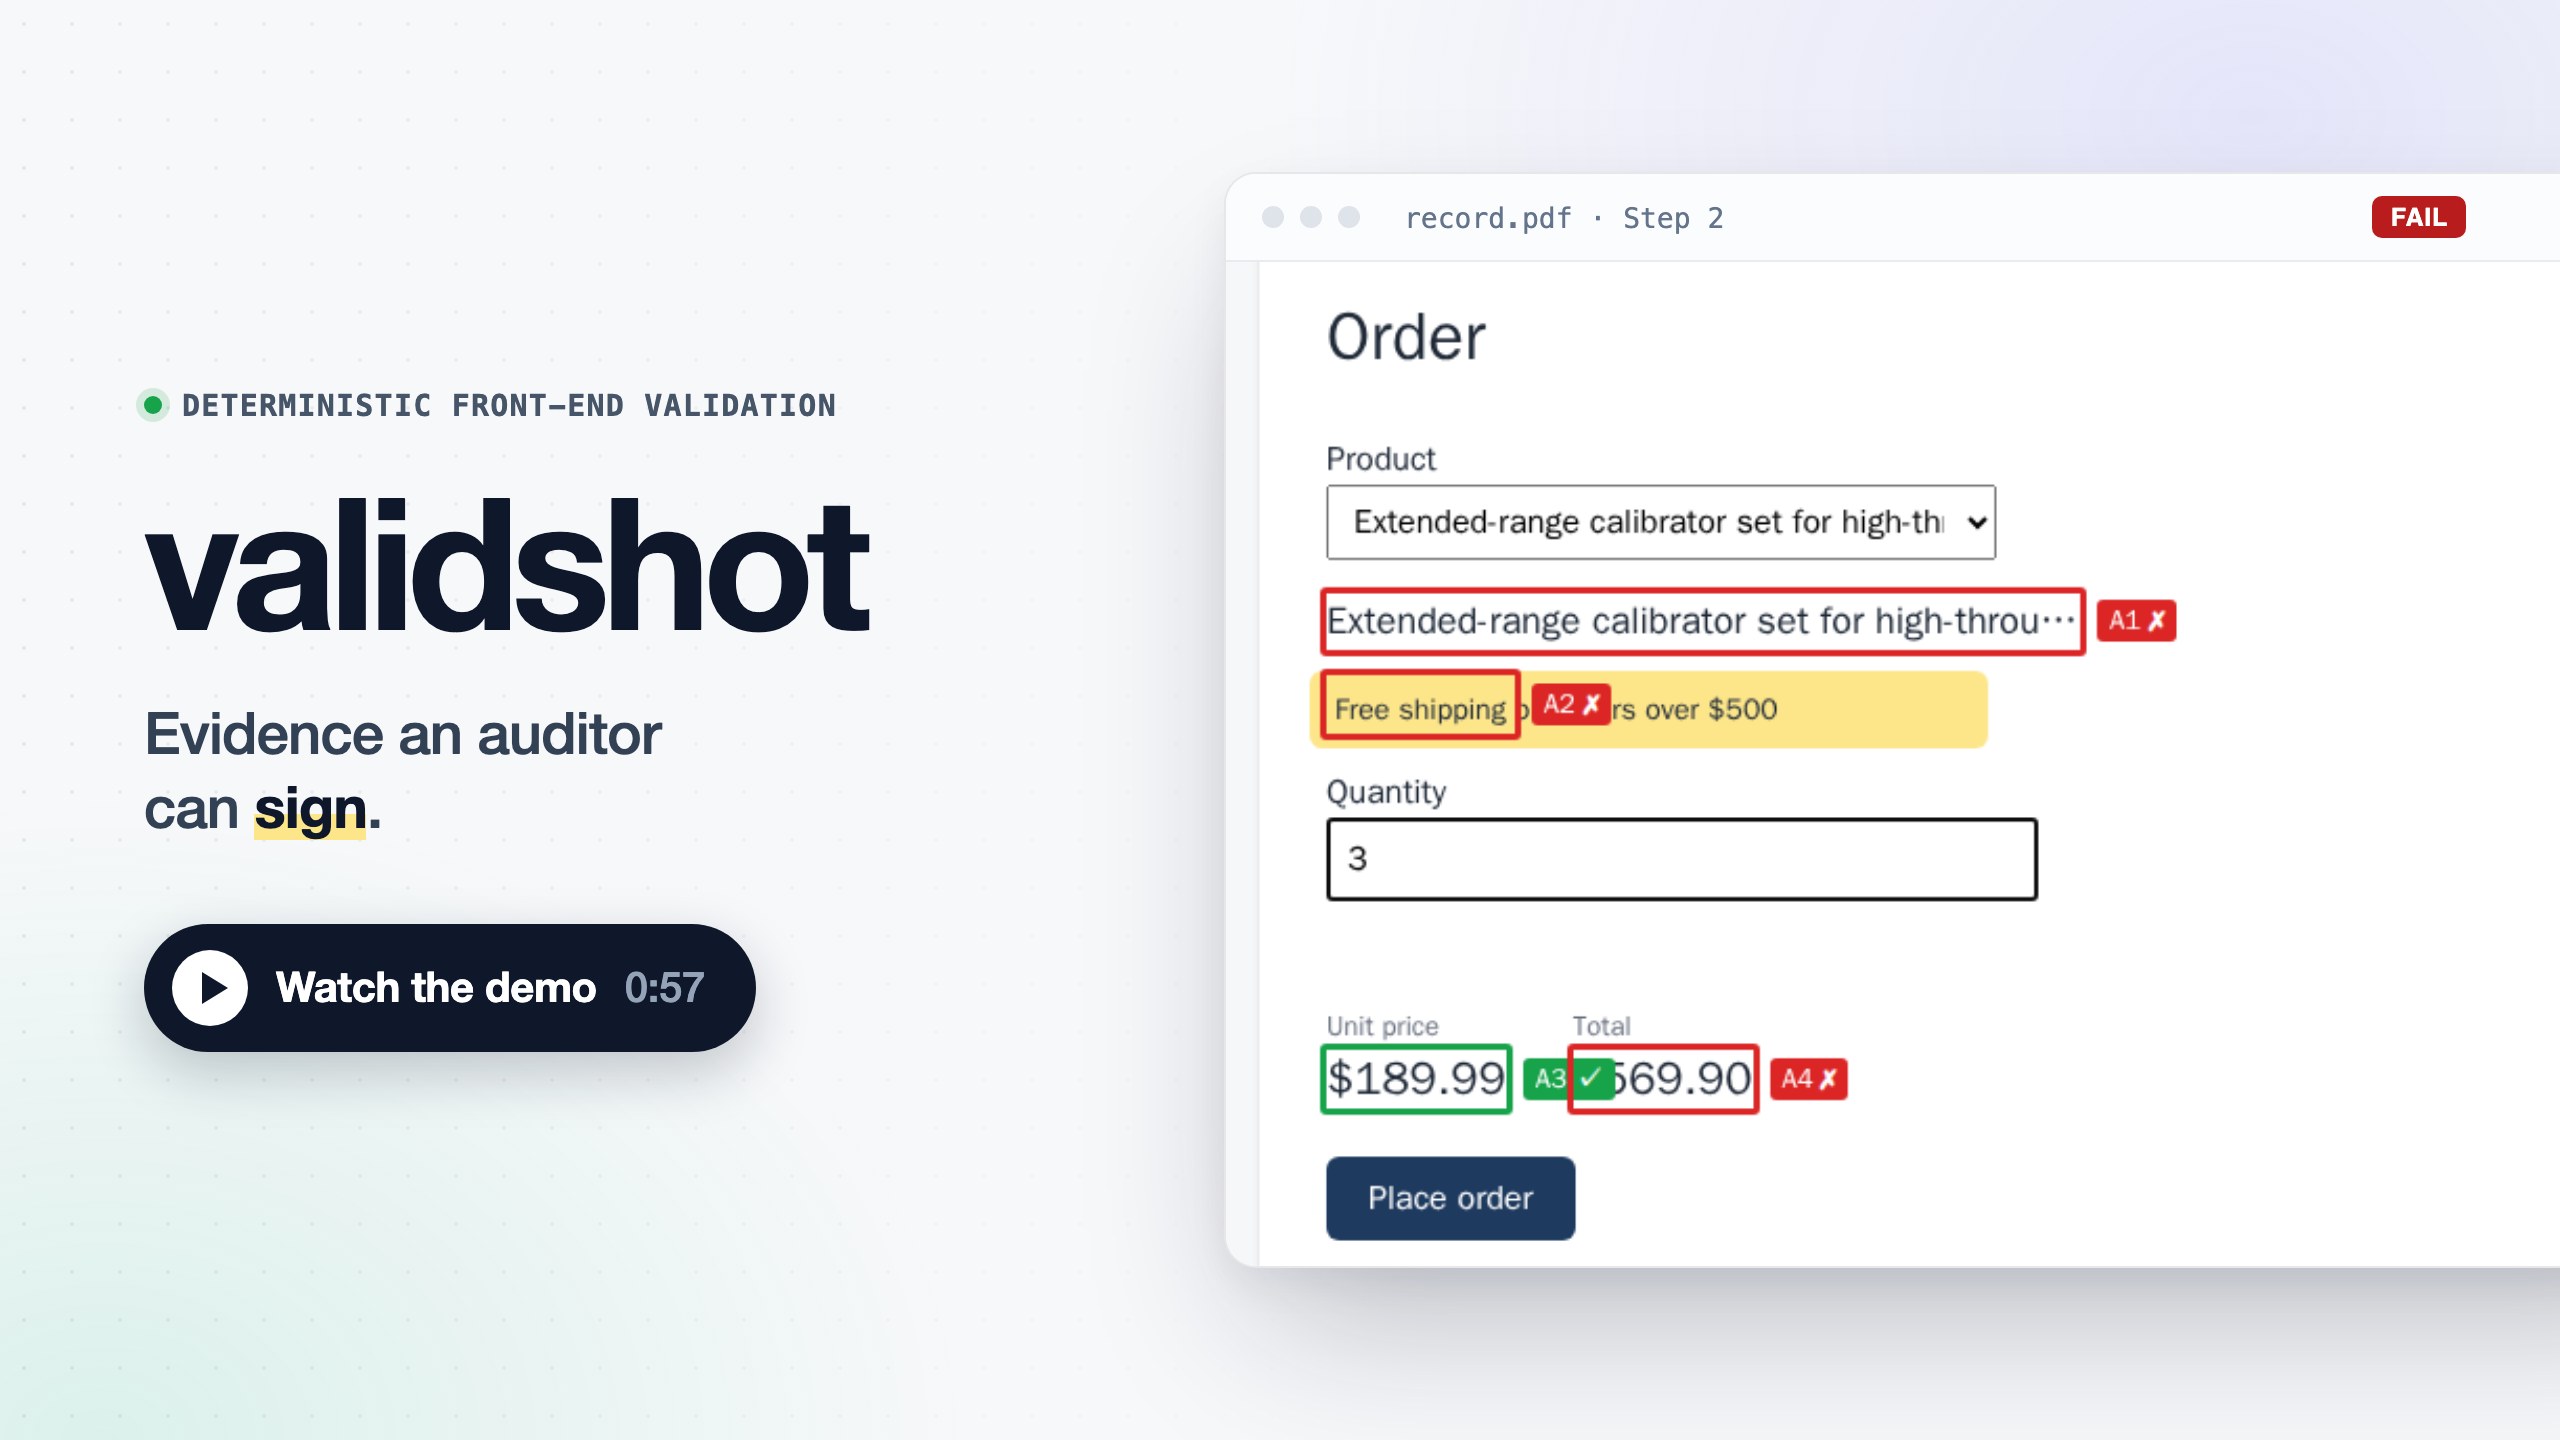 DETERMINISTIC FRONT-END VALIDATION
validshot
Evidence an auditor
can sign.
Watch the demo 0:57
record.pdf · Step 2
FAIL
Order
Product
Extended-range calibrator set for high-th
Extended-range calibrator set for high-throu… A1 ✘
Free shipping A2 ✘ over $500
Quantity
3
Unit price Total
$189.99 A3 ✓ 569.90 A4 ✘
Place order